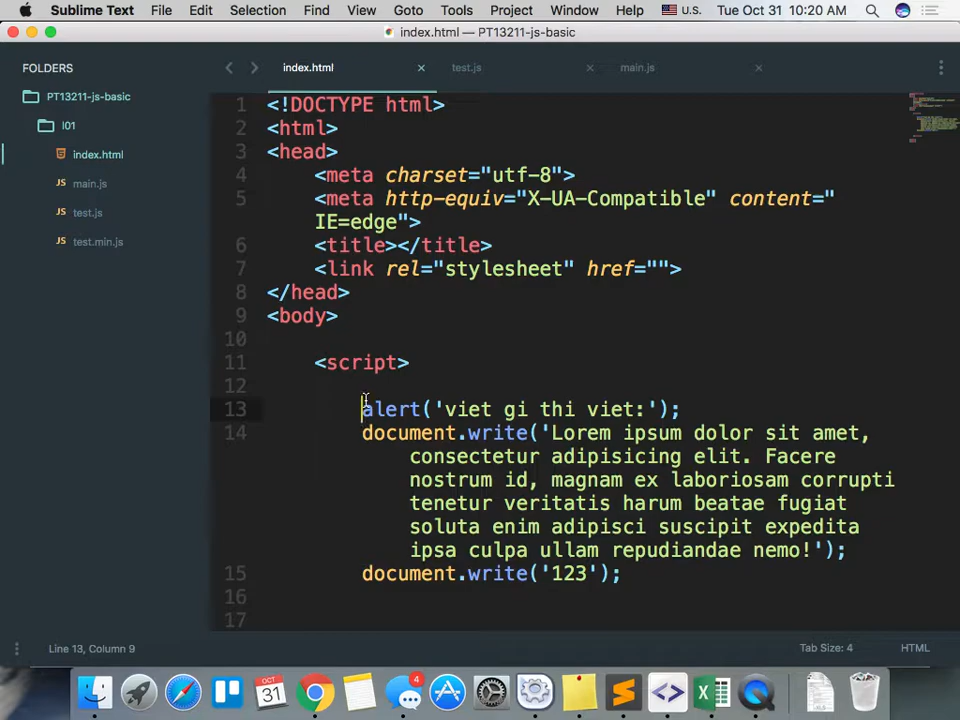 Sublime Text File Edit Selection Find View Goto Tools Project Window Help U.S. Tue Oct 31 10:20 AM
index.html — PT13211-js-basic
FOLDERS
PT13211-js-basic
l01
index.html
main.js
test.js
test.min.js
index.html × test.js × main.js ×
1 <!DOCTYPE html>
2 <html>
3 <head>
4 <meta charset="utf-8">
5 <meta http-equiv="X-UA-Compatible" content="
IE=edge">
6 <title></title>
7 <link rel="stylesheet" href="">
8 </head>
9 <body>
10
11 <script>
12
13 alert('viet gi thi viet:');
14 document.write('Lorem ipsum dolor sit amet,
consectetur adipisicing elit. Facere
nostrum id, magnam ex laboriosam corrupti
tenetur veritatis harum beatae fugiat
soluta enim adipisci suscipit expedita
ipsa culpa ullam repudiandae nemo!');
15 document.write('123');
16
17
Line 13, Column 9 Tab Size: 4 HTML
OCT
31
4